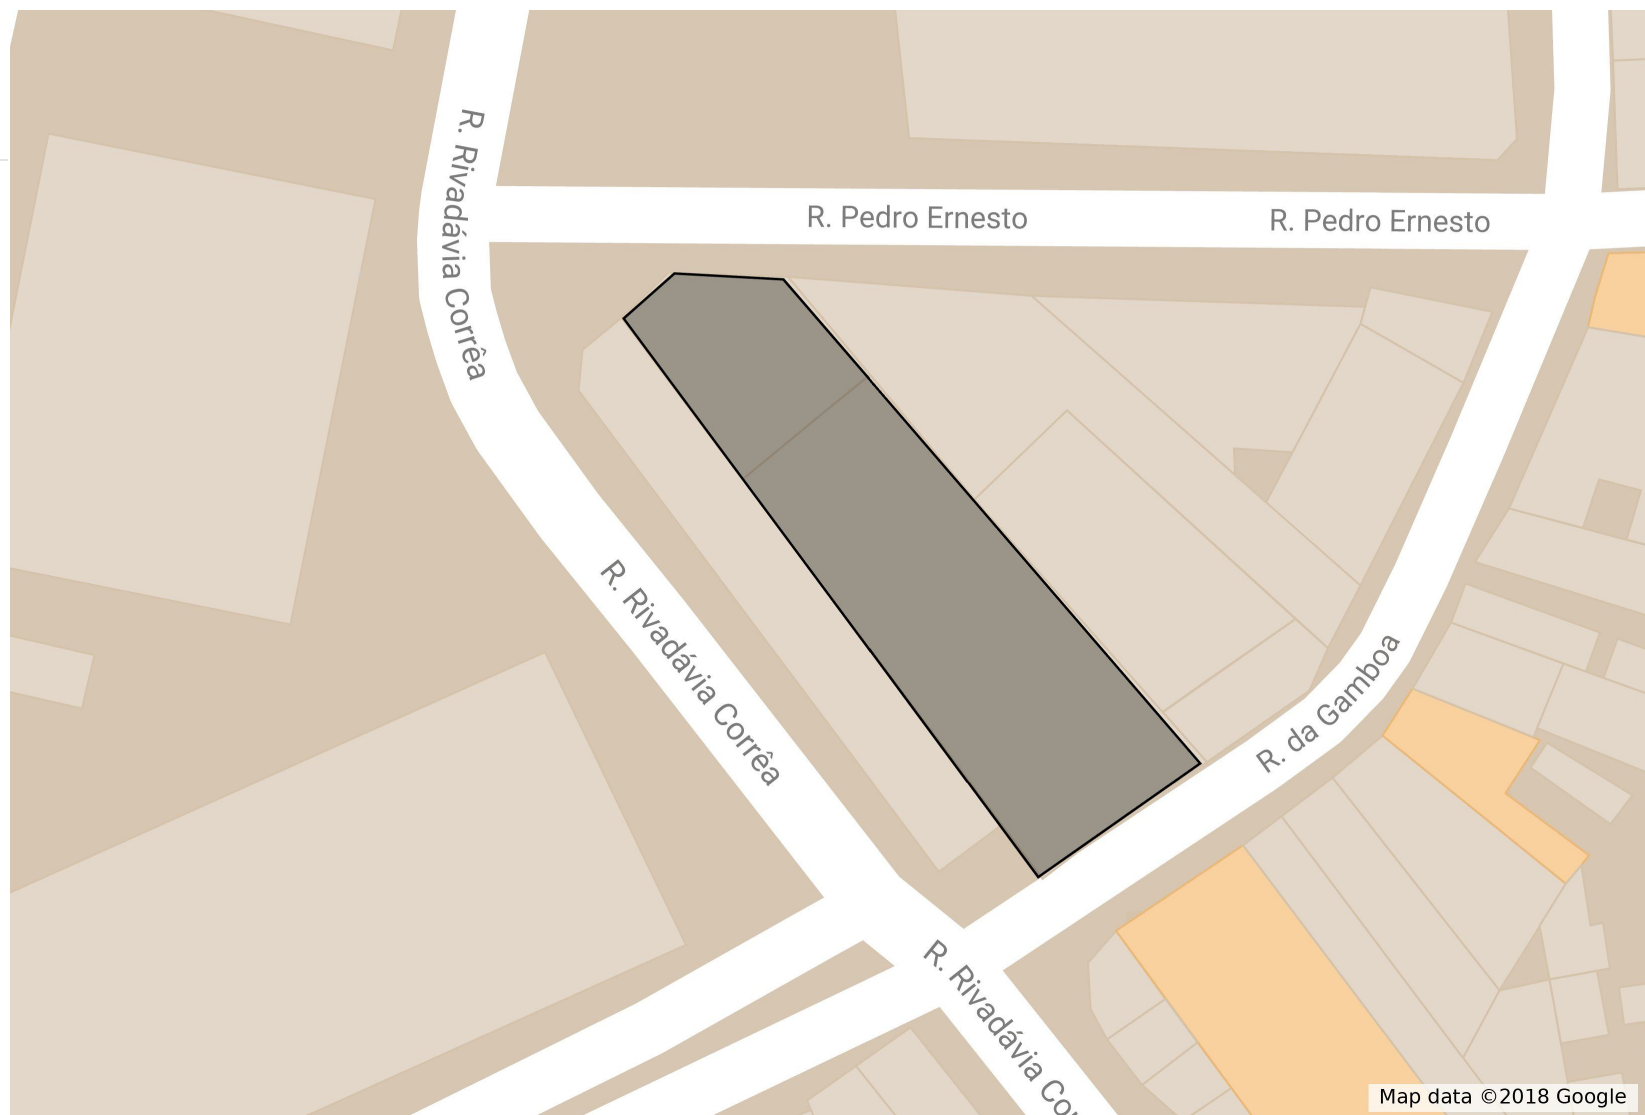 R. Rivadávia Corrêa
R. Pedro Ernesto
R. Pedro Ernesto
R. Rivadávia Corrêa
R. da Gamboa
R. Rivadávia Co
Map data ©2018 Google